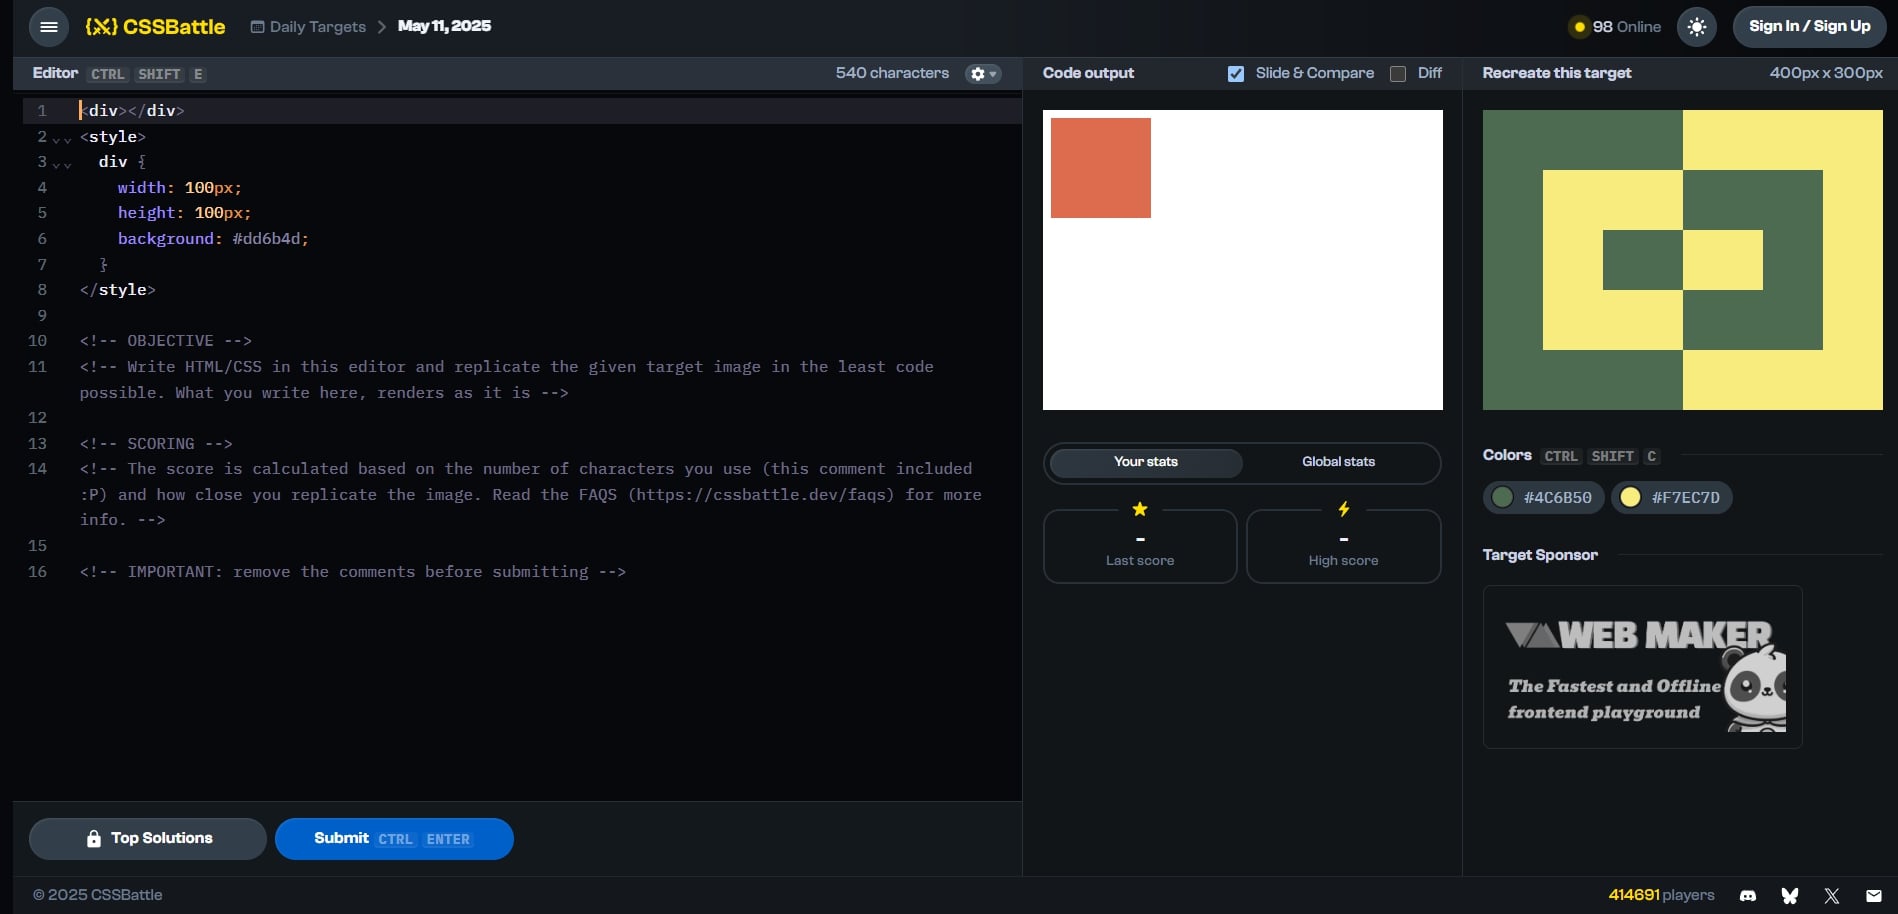 {X} CSSBattle Daily Targets May 11, 2025 98 Online Sign In / Sign Up
Editor CTRL SHIFT E 540 characters
1 <div></div>
2 <style>
3 div {
4 width: 100px;
5 height: 100px;
6 background: #dd6b4d;
7 }
8 </style>
9
10 <!-- OBJECTIVE -->
11 <!-- Write HTML/CSS in this editor and replicate the given target image in the least code
possible. What you write here, renders as it is -->
12
13 <!-- SCORING -->
14 <!-- The score is calculated based on the number of characters you use (this comment included
:P) and how close you replicate the image. Read the FAQS (https://cssbattle.dev/faqs) for more
info. -->
15
16 <!-- IMPORTANT: remove the comments before submitting -->
Top Solutions Submit CTRL ENTER
Code output Slide & Compare Diff
Your stats Global stats
- -
Last score High score
Recreate this target 400px x 300px
Colors CTRL SHIFT C
#4C6B50 #F7EC7D
Target Sponsor
WEB MAKER
The Fastest and Offline
frontend playground
© 2025 CSSBattle 414691 players